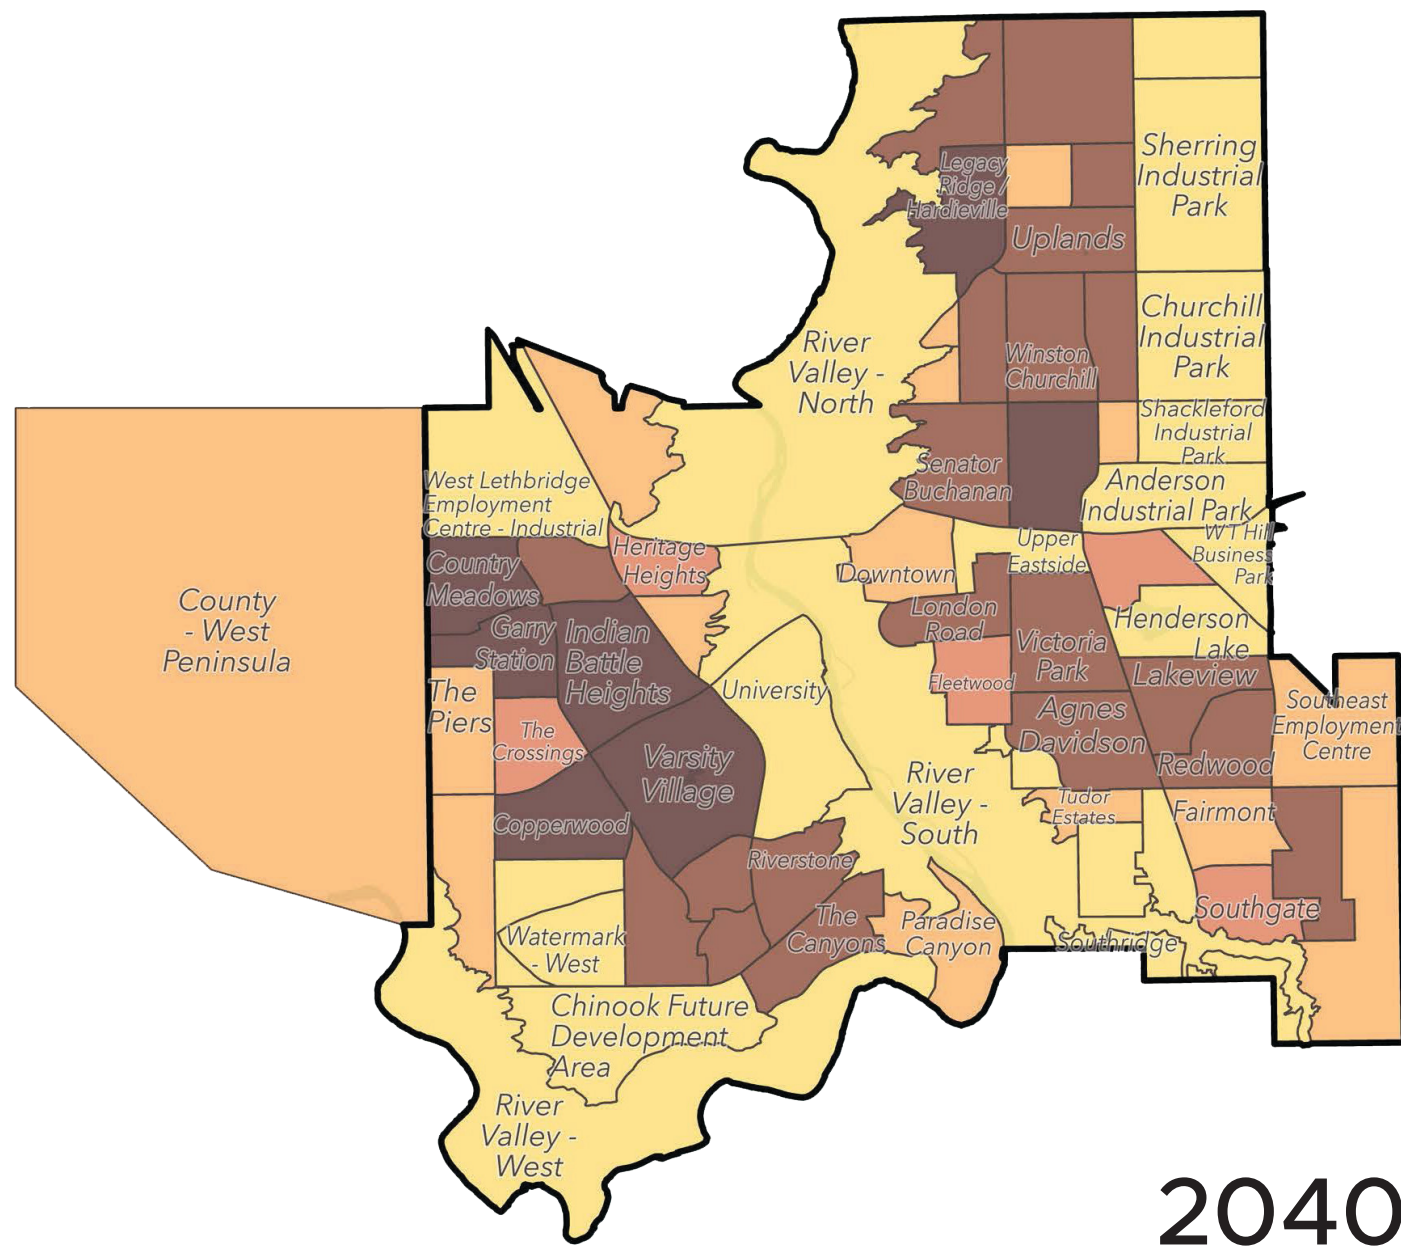 Sherring
Industrial
Park
Legacy
Ridge /
Hardieville
Uplands
Churchill
Industrial
Park
River
Valley -
North
Winston
Churchill
Shackleford
Industrial
Park
Senator
Buchanan
Anderson
Industrial Park
West Lethbridge
Employment
Centre - Industrial
W T Hill
Business
Park
Upper
Eastside
Heritage
Heights
Country
Meadows
Downtown
London
Road
Henderson
Lake
County
- West
Peninsula
Garry
Station
Indian
Battle
Heights
Victoria
Park
Lakeview
The
Piers
University
Fleetwood
Southeast
Employment
Centre
The
Crossings
Agnes
Davidson
Varsity
Village
Redwood
River
Valley -
South
Tudor
Estates
Fairmont
Copperwood
Riverstone
The
Canyons
Paradise
Canyon
Southgate
Southridge
Watermark
- West
Chinook Future
Development
Area
River
Valley -
West
2040